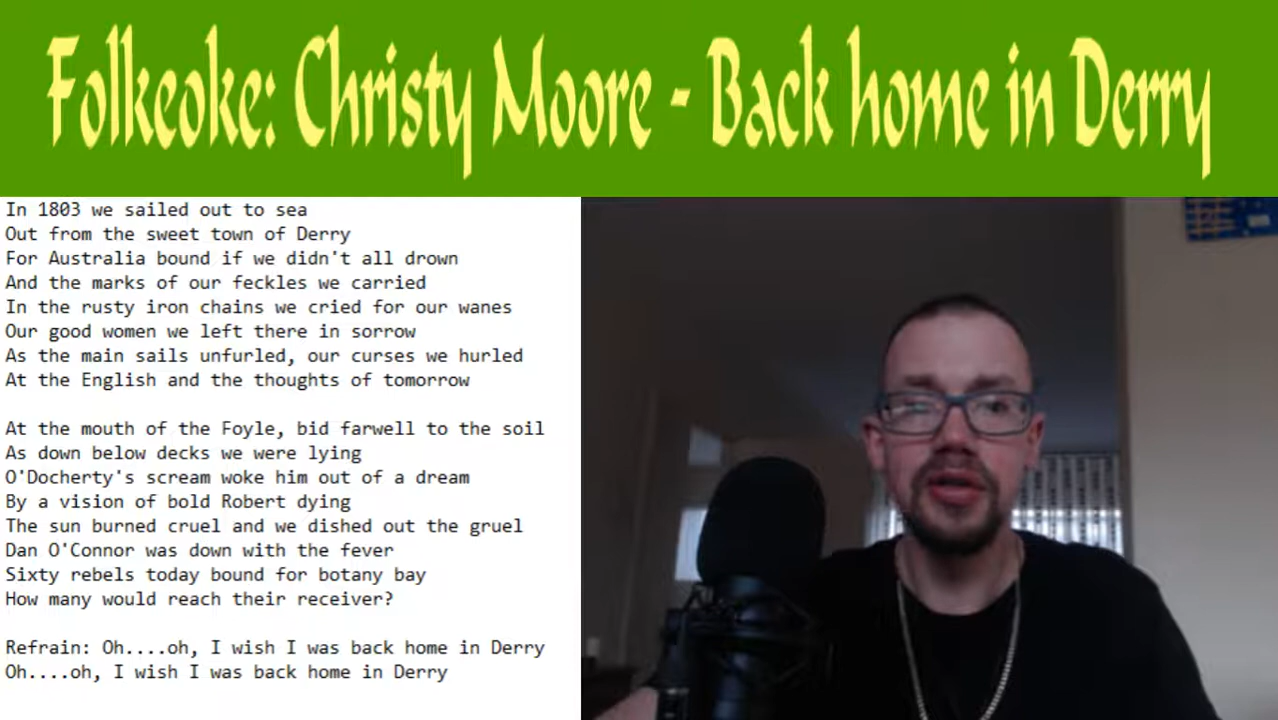 Folkeoke: Christy Moore - Back home in Derry
In 1803 we sailed out to sea
Out from the sweet town of Derry
For Australia bound if we didn't all drown
And the marks of our feckles we carried
In the rusty iron chains we cried for our wanes
Our good women we left there in sorrow
As the main sails unfurled, our curses we hurled
At the English and the thoughts of tomorrow
At the mouth of the Foyle, bid farwell to the soil
As down below decks we were lying
O'Docherty's scream woke him out of a dream
By a vision of bold Robert dying
The sun burned cruel and we dished out the gruel
Dan O'Connor was down with the fever
Sixty rebels today bound for botany bay
How many would reach their receiver?
Refrain: Oh....oh, I wish I was back home in Derry
Oh....oh, I wish I was back home in Derry